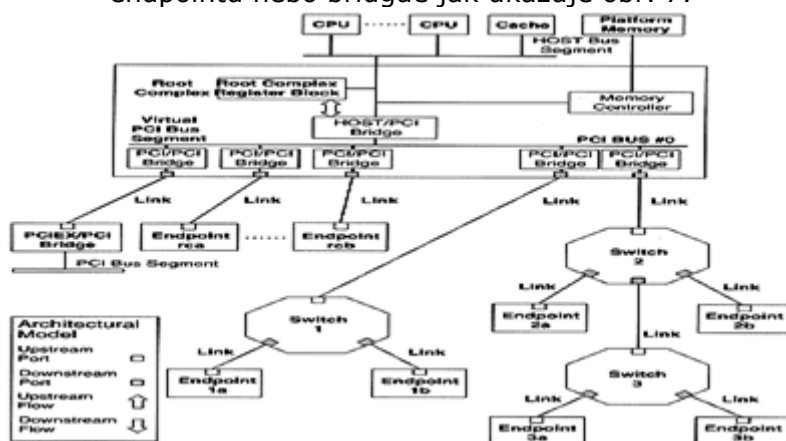 endpointa nebo bridgde jak ukazuje obr. 7.
CPU ...... CPU Cache Platform Memory
HOST Bus Segment
Root Complex
Root Complex Register Block
Memory Controller
HOST/PCI Bridge
Virtual PCI Bus Segment
PCI BUS #0
PCI/PCI Bridge
PCI/PCI Bridge
PCI/PCI Bridge
PCI/PCI Bridge
PCI/PCI Bridge
Link
Link
Link
Link
Link
PCIEX/PCI Bridge
Endpoint rca
......
Endpoint rcb
PCI Bus Segment
Switch 2
Link
Link
Endpoint 2a
Endpoint 2b
Switch 1
Link
Link
Link
Endpoint 1a
Endpoint 1b
Switch 3
Link
Link
Endpoint 3a
Endpoint 3b
Architectural Model
Upstream Port
Downstream Port
Upstream Flow
Downstream Flow